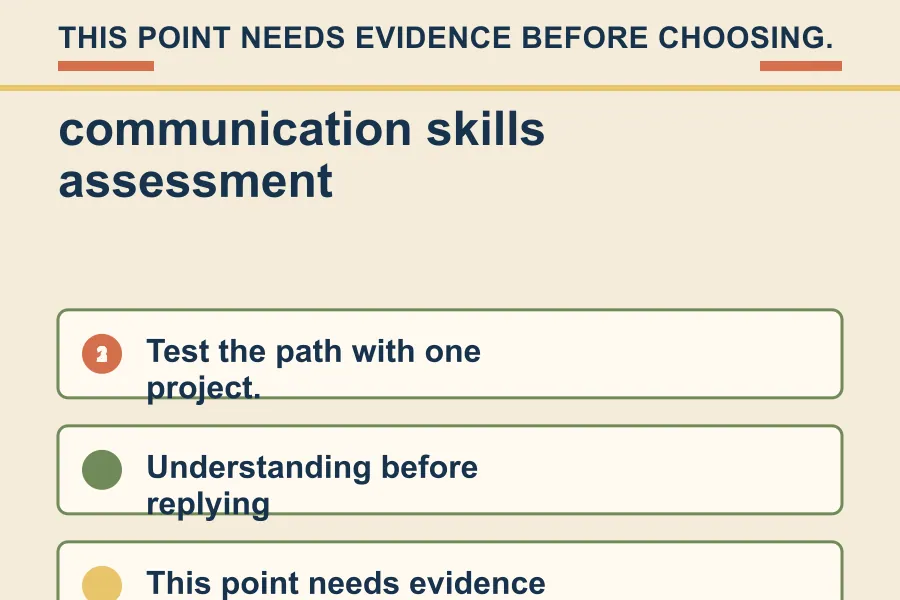 THIS POINT NEEDS EVIDENCE BEFORE CHOOSING.
communication skills
assessment
Test the path with one
project.
Understanding before
replying
This point needs evidence